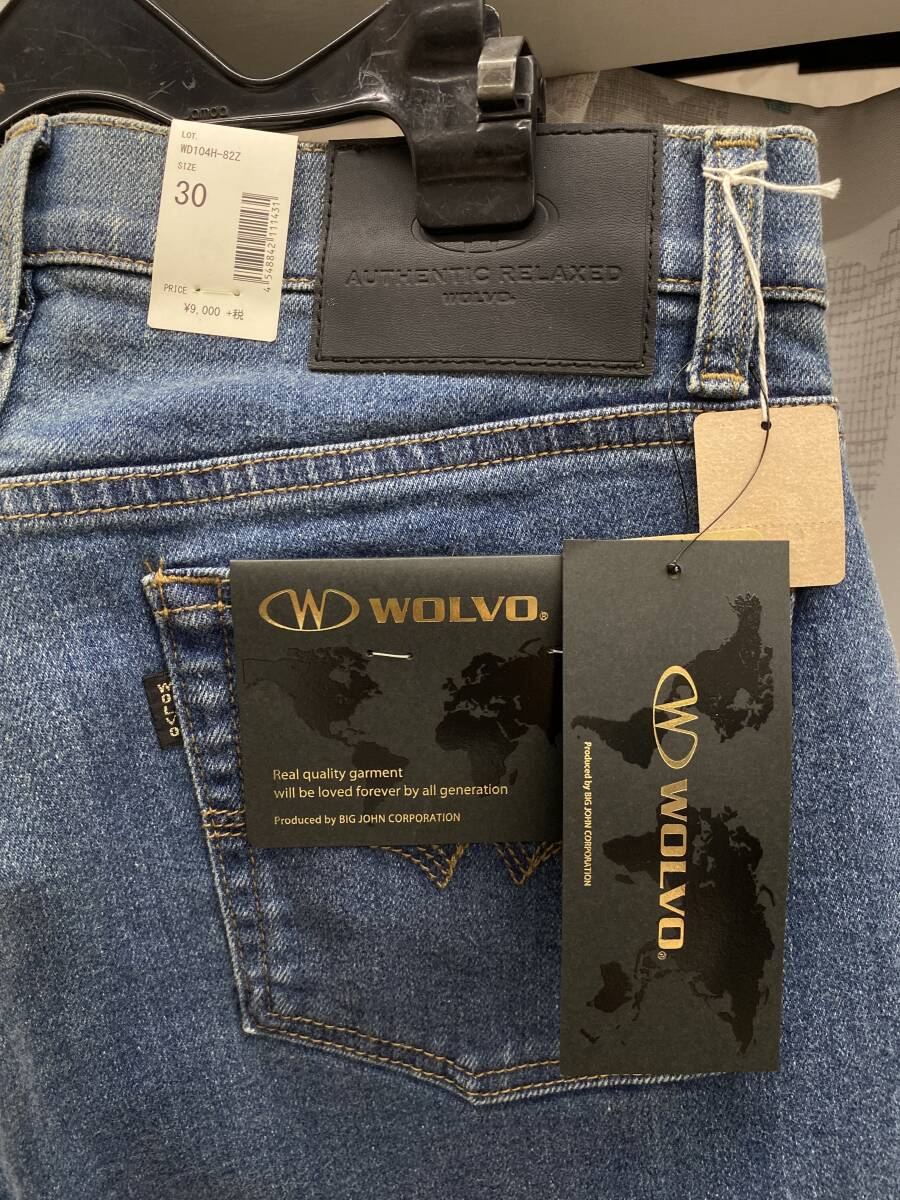 LOT.
WD104H-82Z
SIZE
30
4548842111431
PRICE
¥9,000 +税
AUTHENTIC RELAXED
WOLVO.
W WOLVO®
Real quality garment
will be loved forever by all generation
Produced by BIG JOHN CORPORATION
WOLVO
W WOLVO®
Produced by BIG JOHN CORPORATION